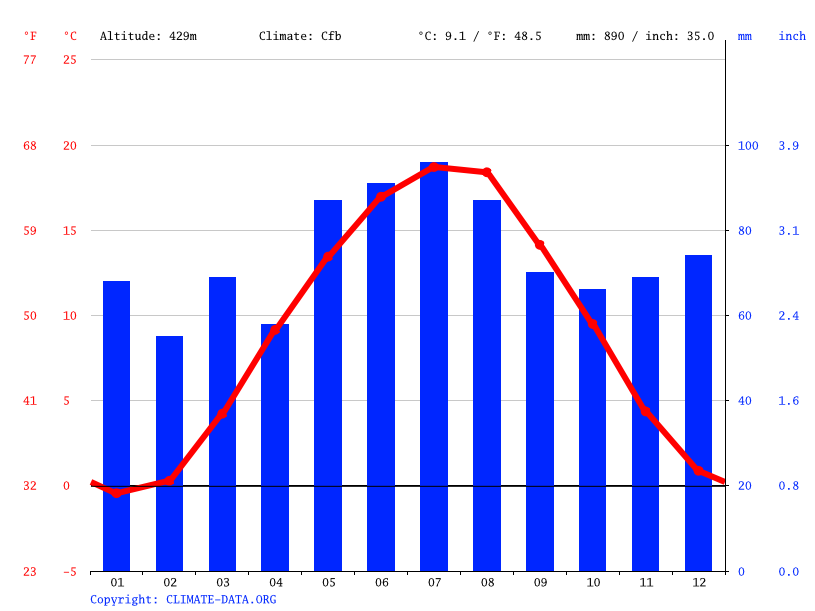 °F °C Altitude: 429m Climate: Cfb °C: 9.1 / °F: 48.5 mm: 890 / inch: 35.0 mm inch
77 25
68 20 100 3.9
59 15 80 3.1
50 10 60 2.4
41 5 40 1.6
32 0 20 0.8
23 -5 0 0.0
01 02 03 04 05 06 07 08 09 10 11 12
Copyright: CLIMATE-DATA.ORG